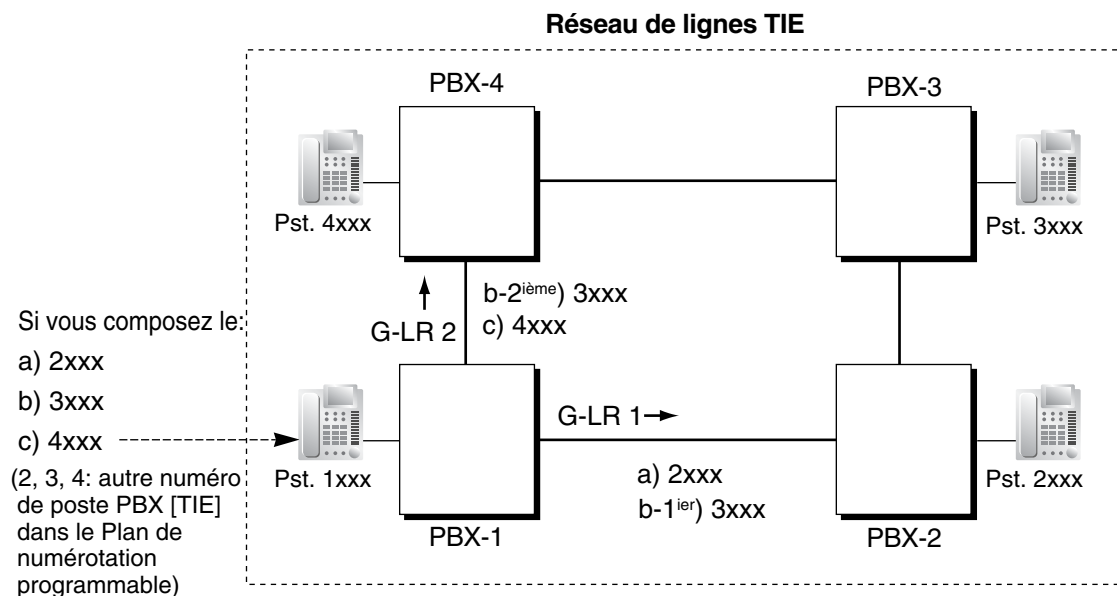 Réseau de lignes TIE
PBX-4
PBX-3
Pst. 4xxx
Pst. 3xxx
b-2ième) 3xxx
c) 4xxx
G-LR 2
Si vous composez le:
a) 2xxx
b) 3xxx
c) 4xxx
(2, 3, 4: autre numéro
de poste PBX [TIE]
dans le Plan de
numérotation
programmable)
G-LR 1
Pst. 1xxx
a) 2xxx
b-1ier) 3xxx
Pst. 2xxx
PBX-1
PBX-2